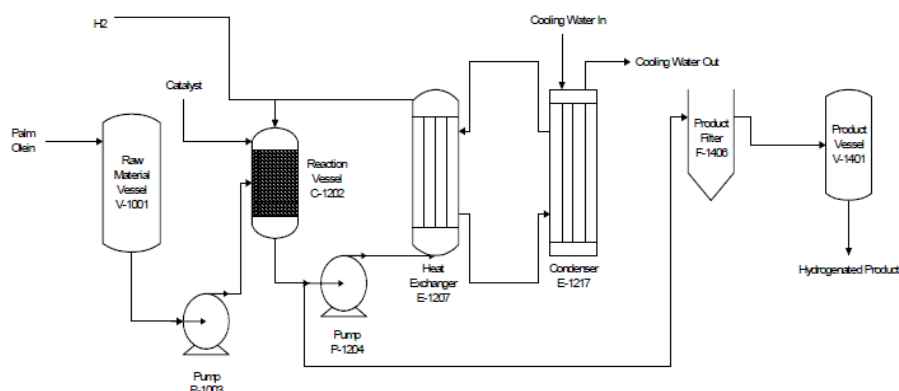 H2
Cooling Water In
Cooling Water Out
Catalyst
Palm
Olein
Raw
Material
Vessel
V-1001
Reaction
Vessel
C-1202
Product
Filter
F-1406
Product
Vessel
V-1401
Heat
Exchanger
E-1207
Condenser
E-1217
Hydrogenated Product
Pump
P-1204
Pump
P-1003